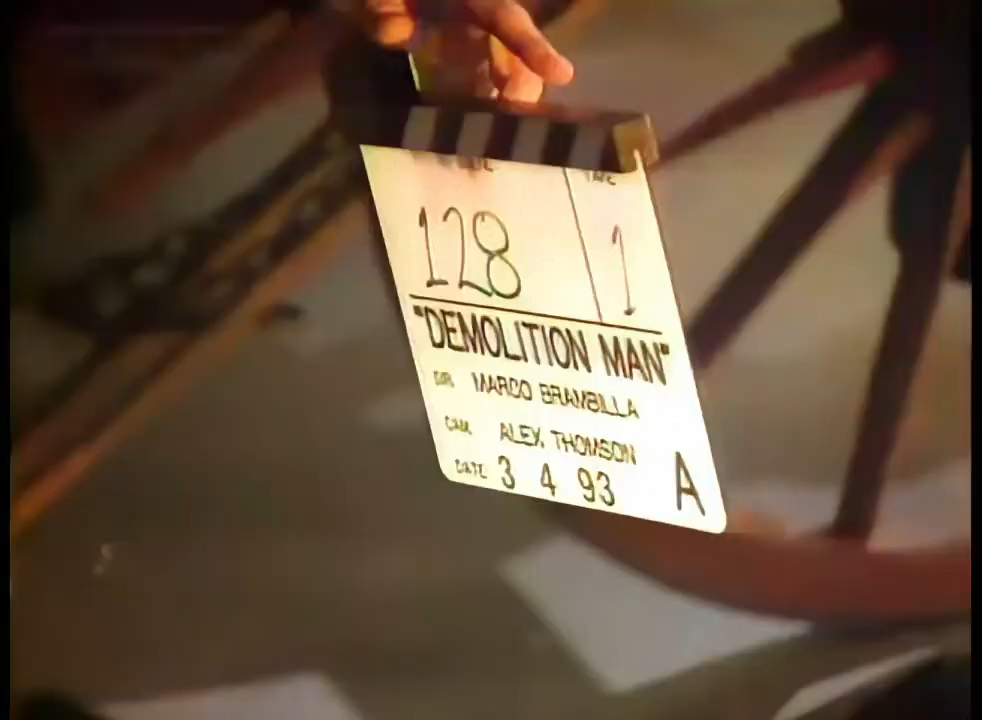 128 1
"DEMOLITION MAN"
DIR MARCO BRAMBILLA
CAM ALEX. THOMSON
DATE 3 4 93 A